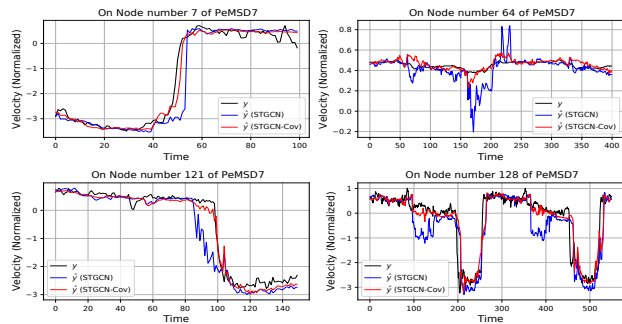 On Node number 7 of PeMSD7
Velocity (Normalized)
0
−1
−2
−3
y
ŷ (STGCN)
ŷ (STGCN-Cov)
0 20 40 60 80 100
Time
On Node number 64 of PeMSD7
Velocity (Normalized)
0.8
0.6
0.4
0.2
0.0
−0.2
y
ŷ (STGCN)
ŷ (STGCN-Cov)
0 50 100 150 200 250 300 350 400
Time
On Node number 121 of PeMSD7
Velocity (Normalized)
0
−1
−2
−3
y
ŷ (STGCN)
ŷ (STGCN-Cov)
0 20 40 60 80 100 120 140
Time
On Node number 128 of PeMSD7
Velocity (Normalized)
1
0
−1
−2
−3
y
ŷ (STGCN)
ŷ (STGCN-Cov)
0 100 200 300 400 500
Time